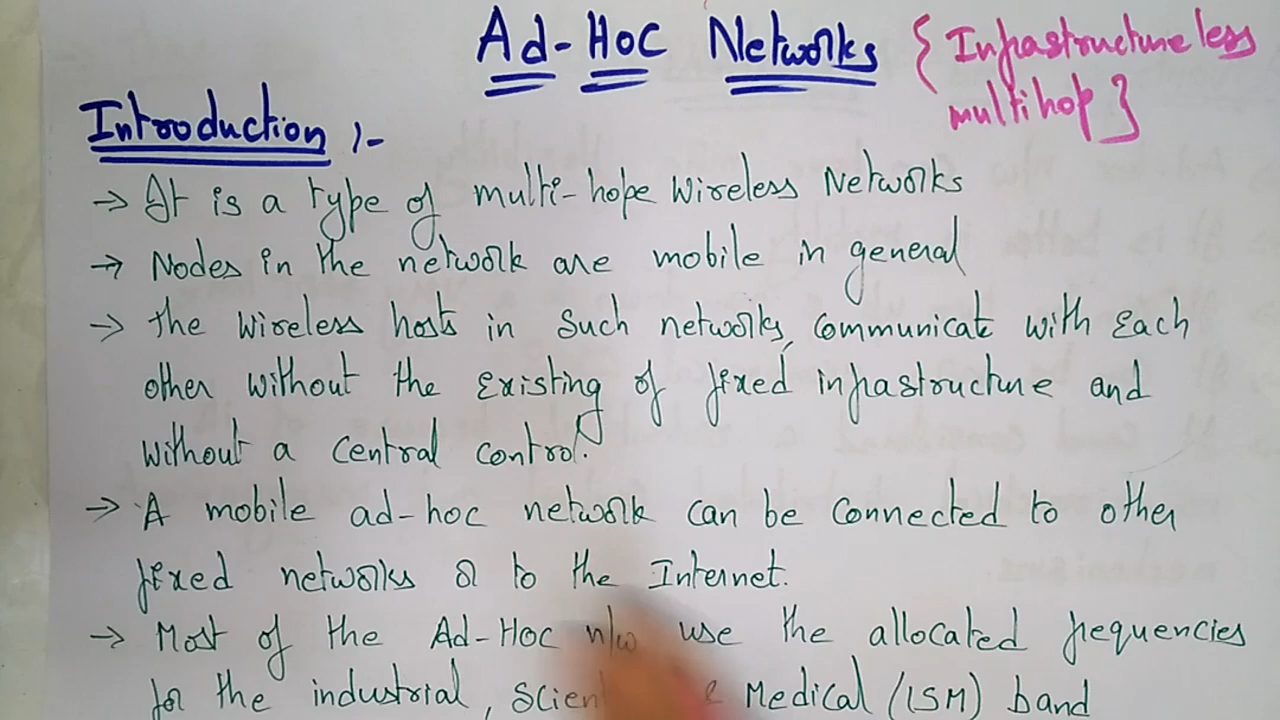 Ad-Hoc Networks { Infrastructureless
multihop }
Introduction :-
→ It is a type of multi-hope wireless Networks
→ Nodes in the network are mobile in general
→ The wireless hosts in such networks, communicate with each
other without the existing of fixed infrastructure and
without a central control.
→ A mobile ad-hoc network can be connected to other
fixed networks or to the Internet.
→ Most of the Ad-Hoc n/w use the allocated frequencies
for the industrial, Medical (ISM) band